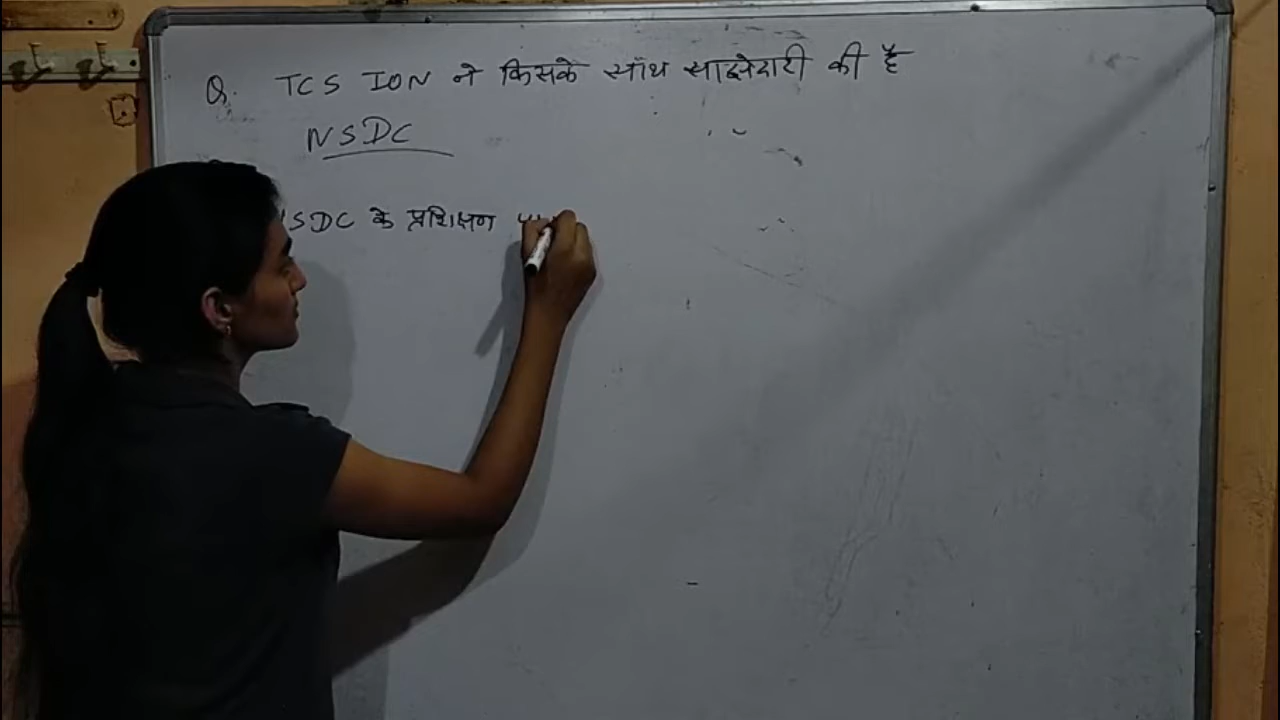 Q. TCS ION ने किसके साँथ साझेदारी की है
NSDC
SDC के प्रशिक्षण